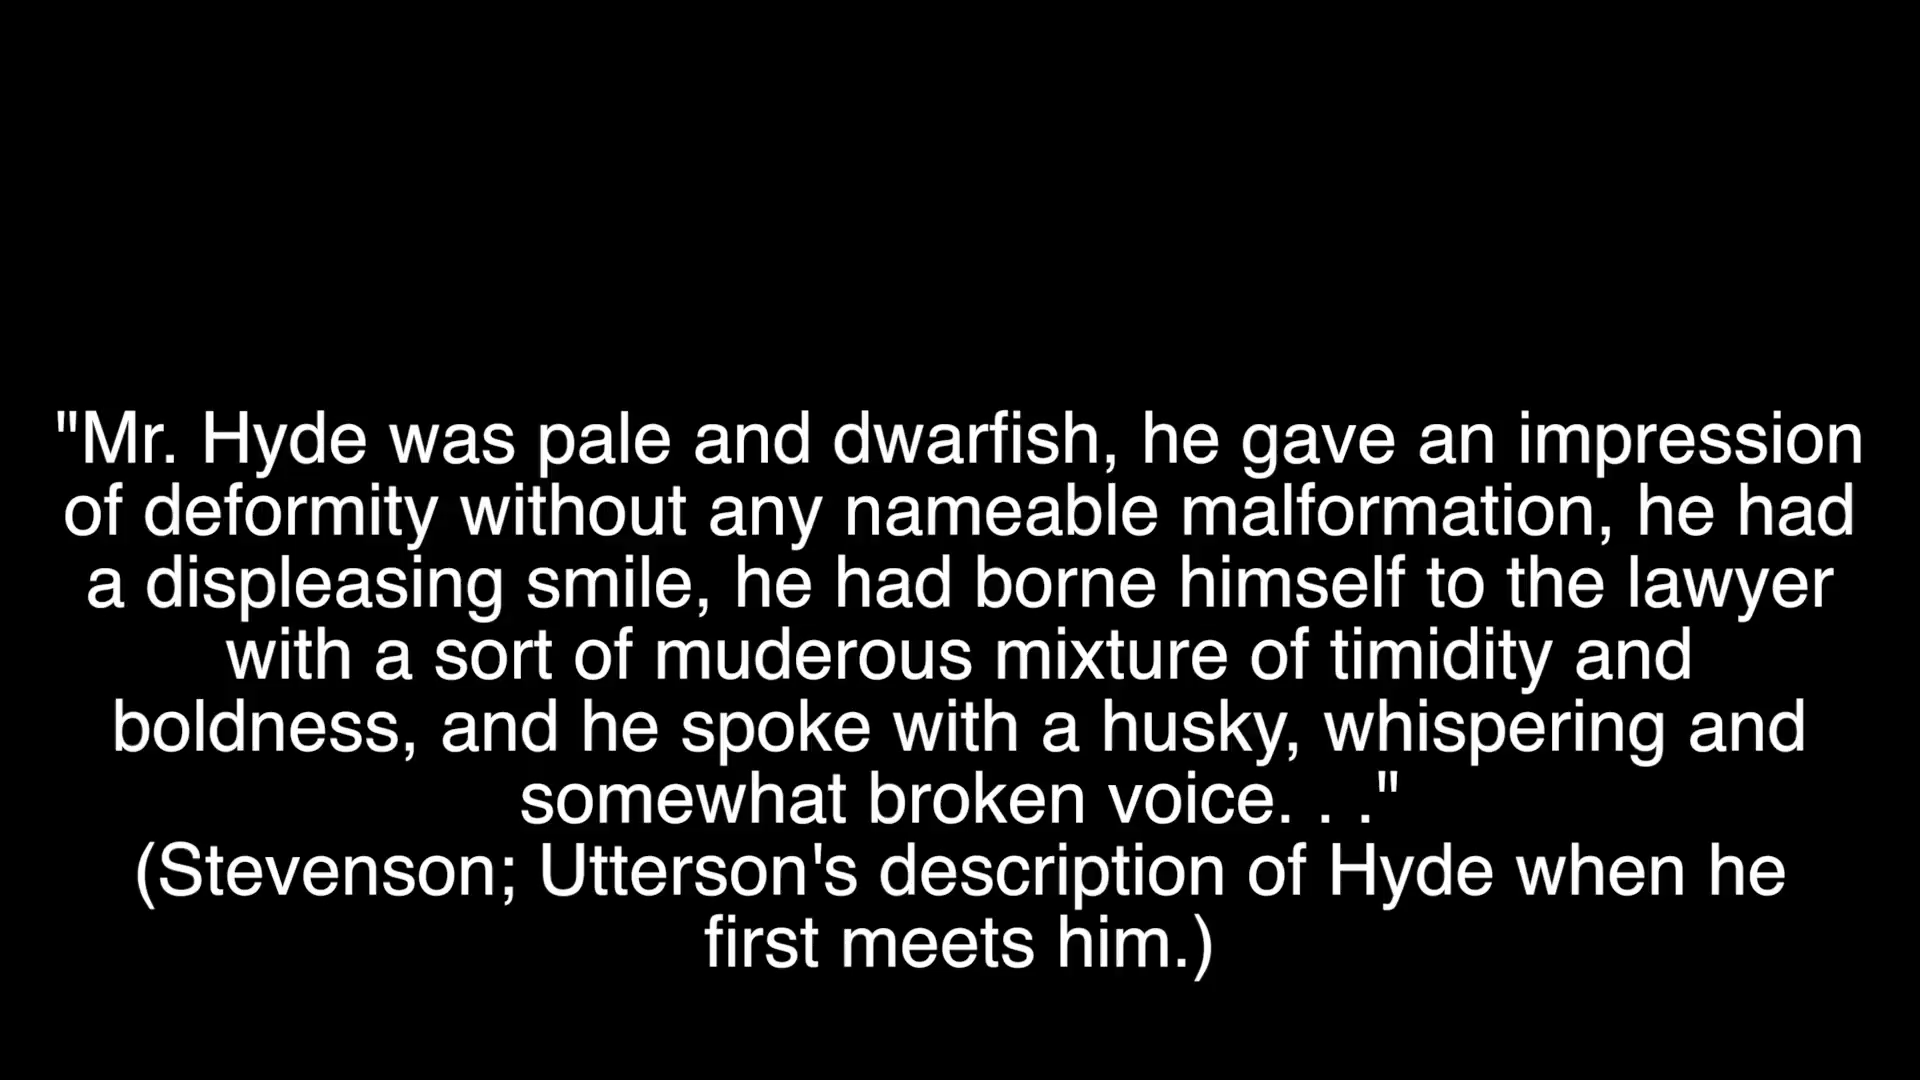 "Mr. Hyde was pale and dwarfish, he gave an impression
of deformity without any nameable malformation, he had
a displeasing smile, he had borne himself to the lawyer
with a sort of muderous mixture of timidity and
boldness, and he spoke with a husky, whispering and
somewhat broken voice. . ."
(Stevenson; Utterson's description of Hyde when he
first meets him.)